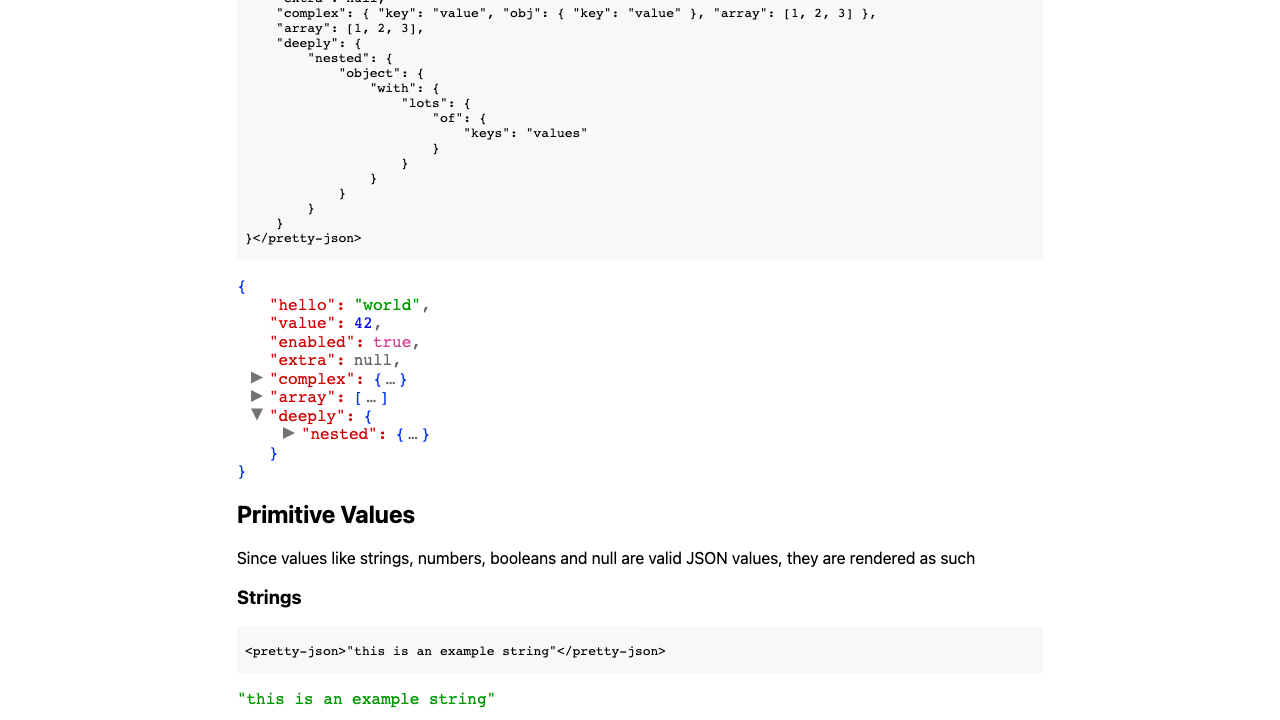 "extra": null,
"complex": { "key": "value", "obj": { "key": "value" }, "array": [1, 2, 3] },
"array": [1, 2, 3],
"deeply": {
"nested": {
"object": {
"with": {
"lots": {
"of": {
"keys": "values"
}
}
}
}
}
}
}</pretty-json>
{
"hello": "world",
"value": 42,
"enabled": true,
"extra": null,
▶ "complex": {…}
▶ "array": […]
▼ "deeply": {
▶ "nested": {…}
}
}
Primitive Values
Since values like strings, numbers, booleans and null are valid JSON values, they are rendered as such
Strings
<pretty-json>"this is an example string"</pretty-json>
"this is an example string"